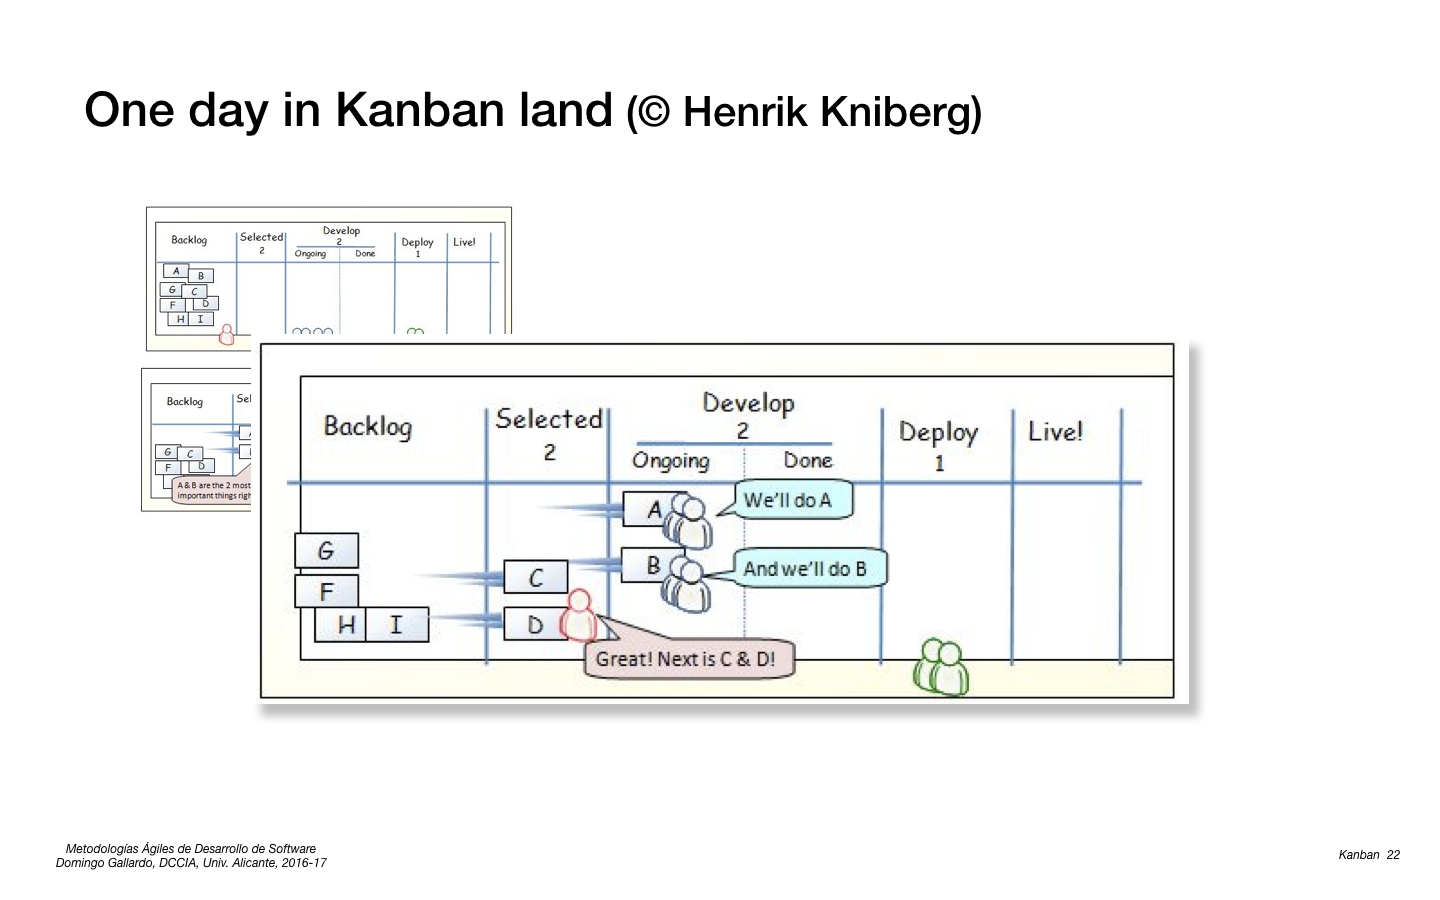 One day in Kanban land (© Henrik Kniberg)
Backlog
Selected
2
Develop
2
Ongoing
Done
Deploy
1
Live!
A
B
G
C
F
D
H
I
Backlog
Sel
G
C
F
D
A & B are the 2 most
important things righ
Backlog
Selected
2
Develop
2
Ongoing
Done
Deploy
1
Live!
A
We'll do A
B
And we'll do B
G
C
F
H
I
D
Great! Next is C & D!
Metodologías Ágiles de Desarrollo de Software
Domingo Gallardo, DCCIA, Univ. Alicante, 2016-17
Kanban 22